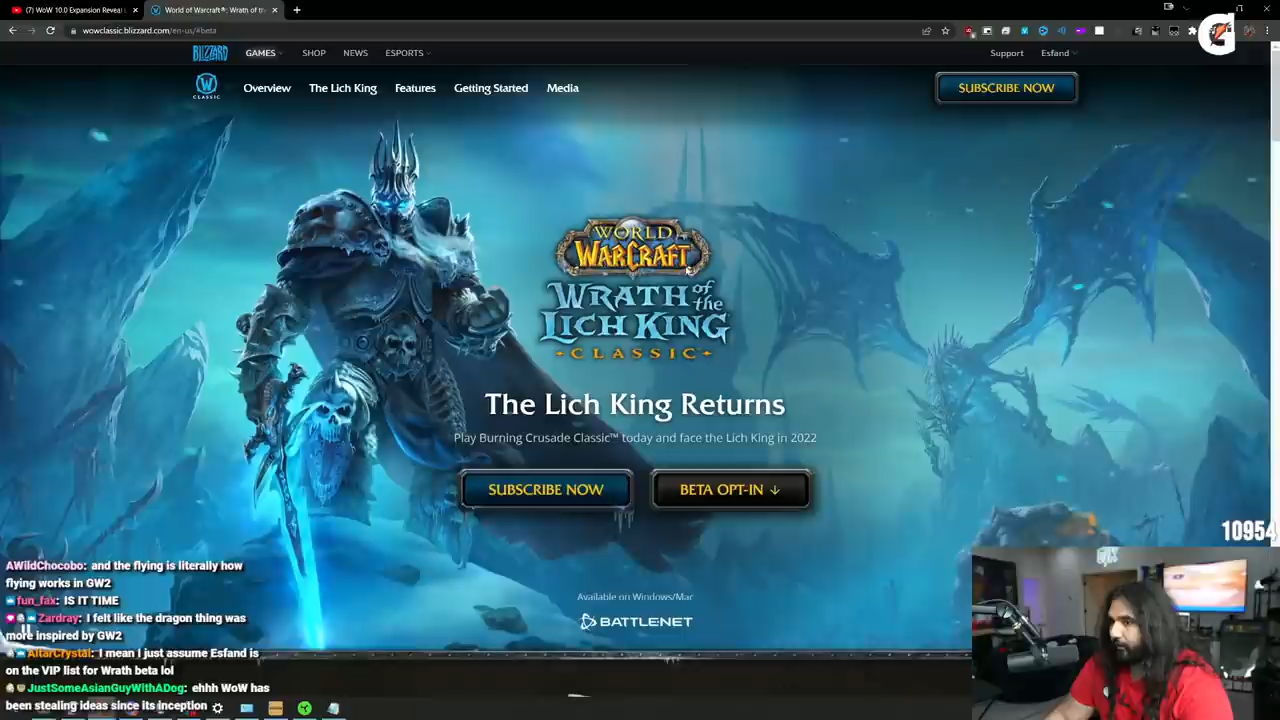 (7) WoW 10.0 Expansion Reveal
World of Warcraft®: Wrath of th
wowclassic.blizzard.com/en-us/#beta
BLIZZARD
GAMES
SHOP
NEWS
ESPORTS
Support
Esfand
W
CLASSIC
Overview
The Lich King
Features
Getting Started
Media
SUBSCRIBE NOW
WORLD
WARCRAFT
WRATH of the
LICH KING
CLASSIC
The Lich King Returns
Play Burning Crusade Classic™ today and face the Lich King in 2022
SUBSCRIBE NOW
BETA OPT-IN ↓
Available on Windows/Mac
BATTLENET
10954
AWildChocobo: and the flying is literally how
flying works in GW2
fun_fax: IS IT TIME
Zardray: I felt like the dragon thing was
more inspired by GW2
AltarCrystal: I mean I just assume Esfand is
on the VIP list for Wrath beta lol
JustSomeAsianGuyWithADog: ehhh WoW has
been stealing ideas since its inception